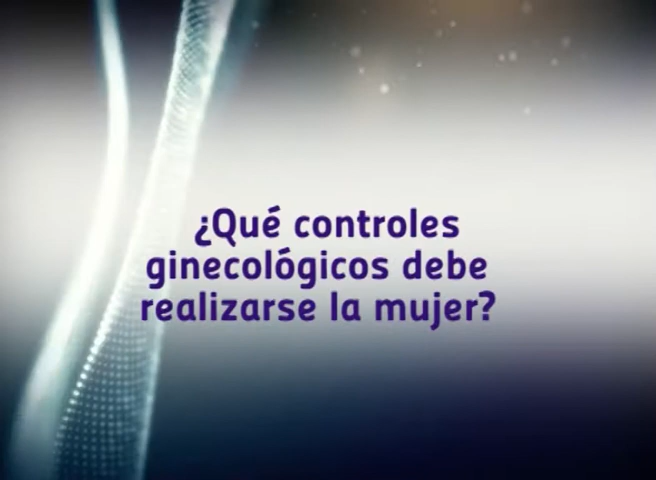 ¿Qué controles
ginecológicos debe
realizarse la mujer?